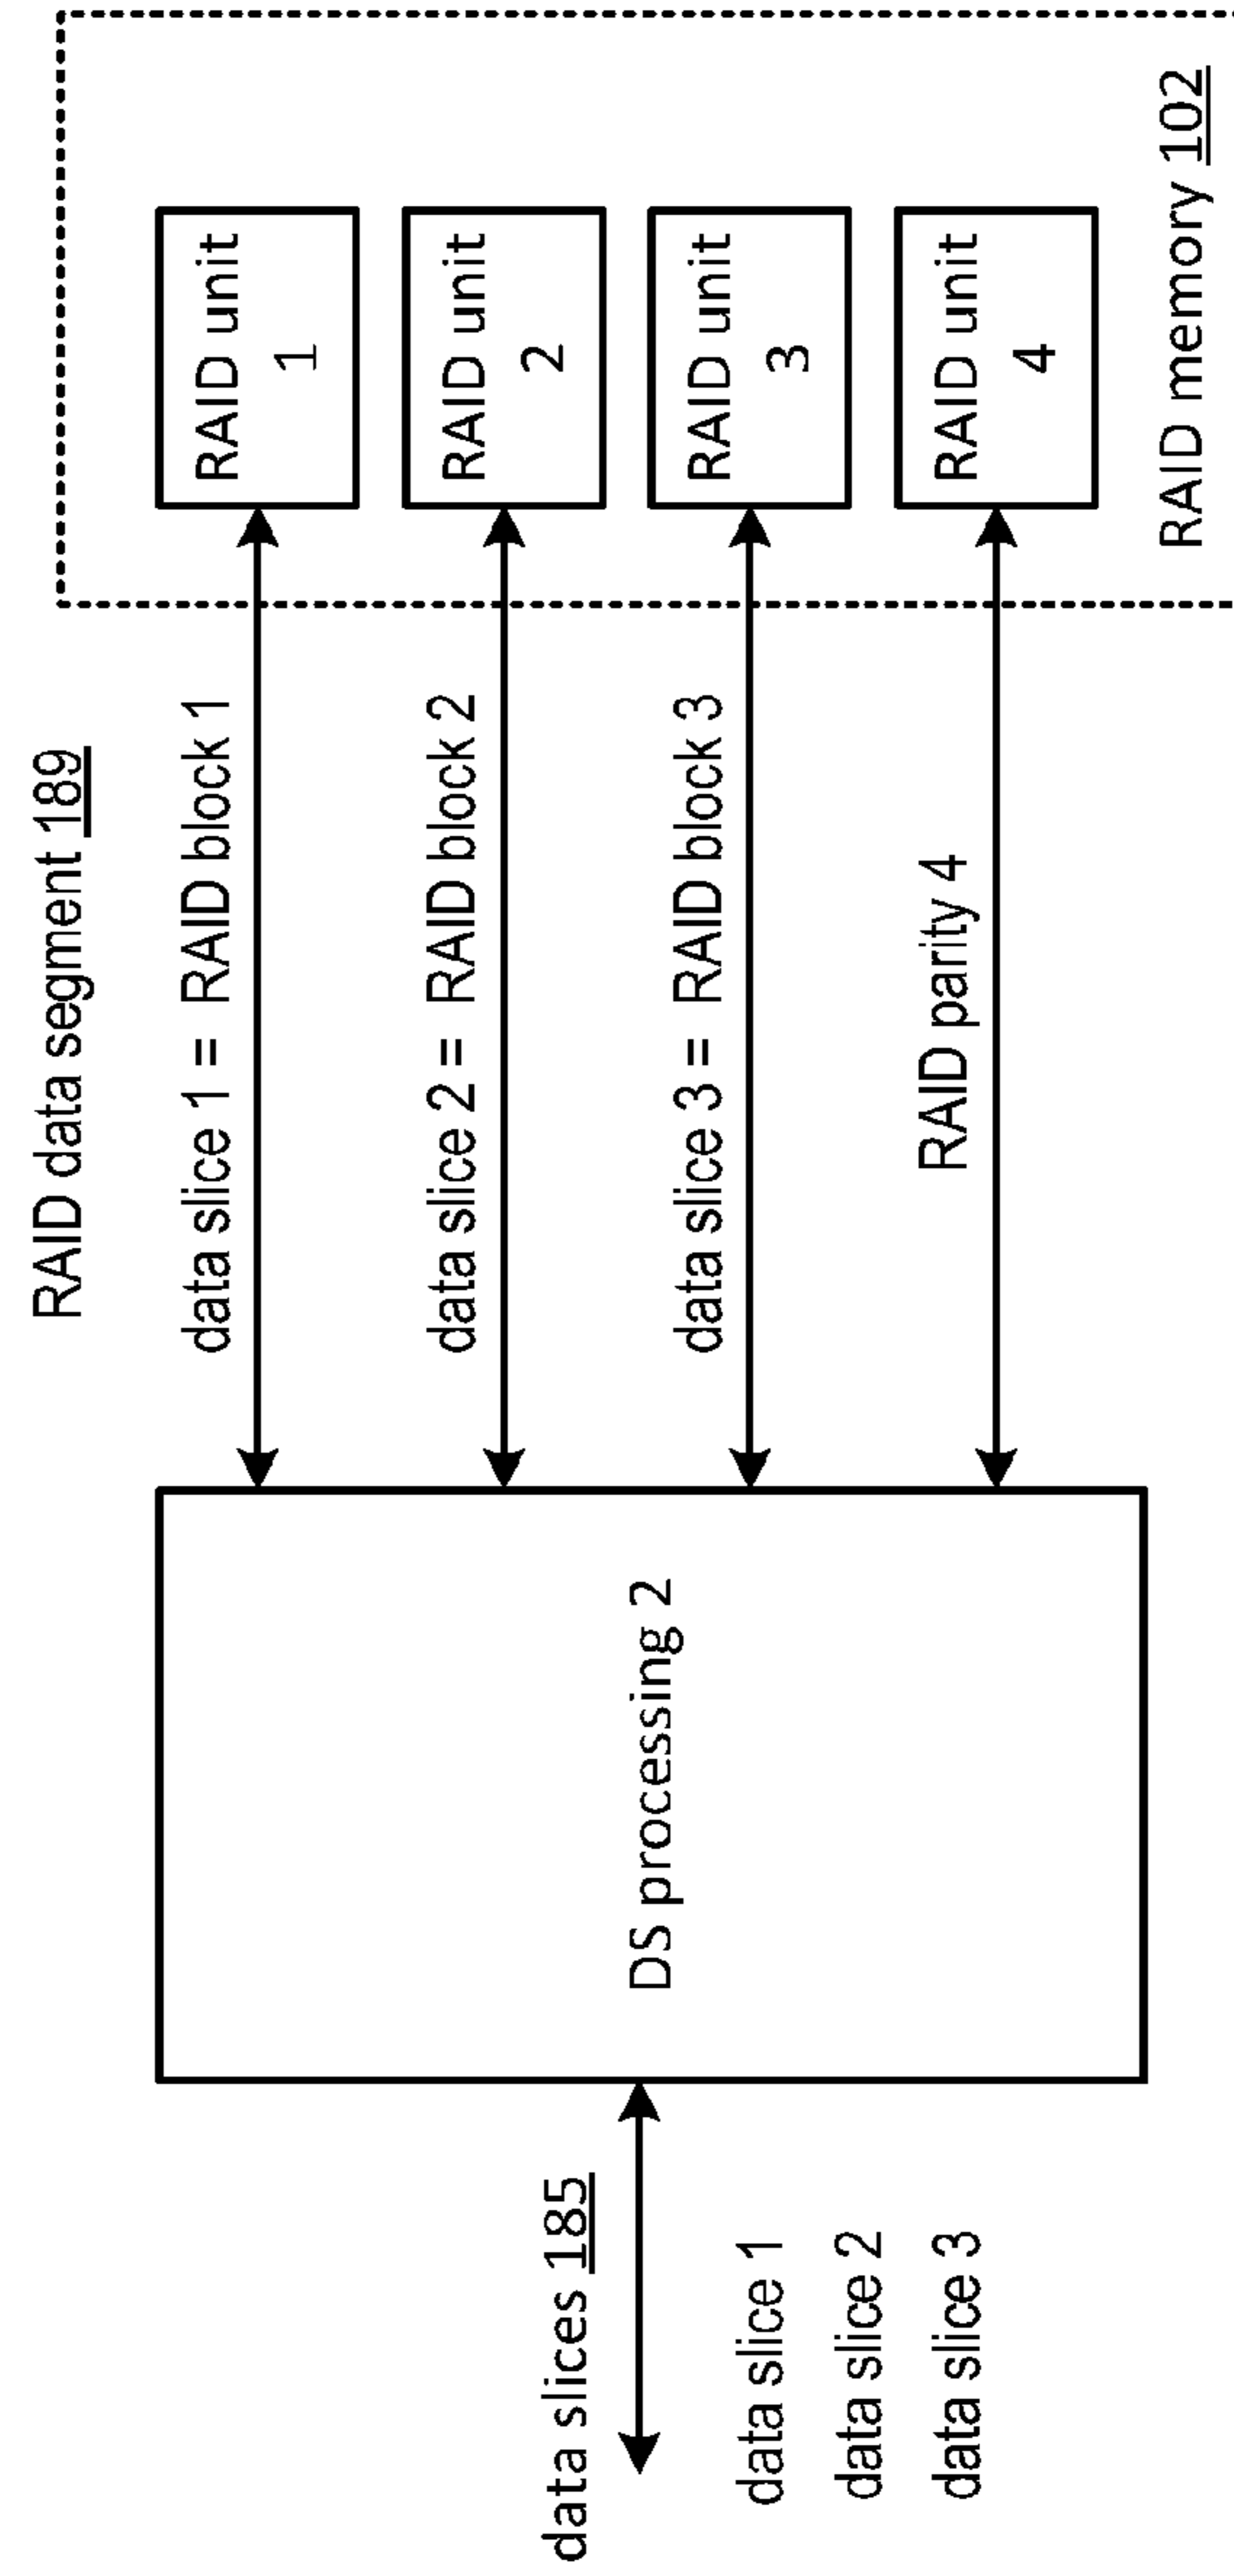 RAID data segment 189
data slices 185
data slice 1
data slice 2
data slice 3
DS processing 2
data slice 1 = RAID block 1
data slice 2 = RAID block 2
data slice 3 = RAID block 3
RAID parity 4
RAID unit
1
RAID unit
2
RAID unit
3
RAID unit
4
RAID memory 102